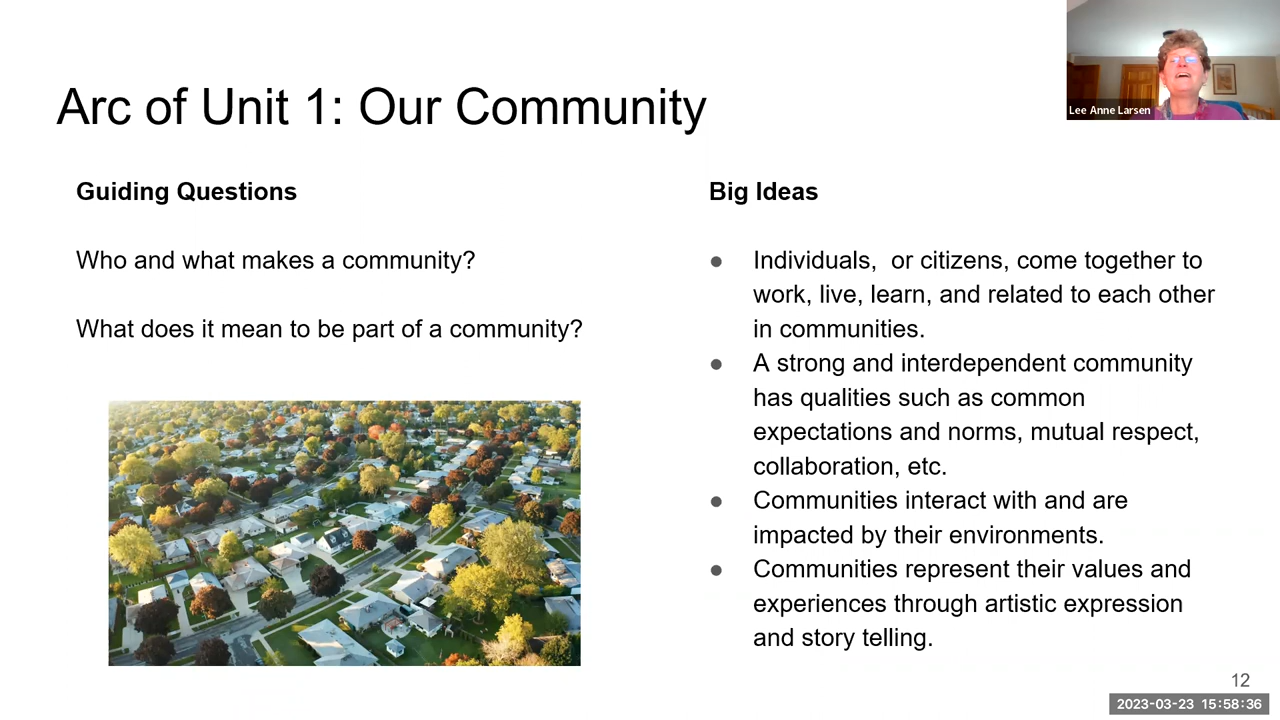 Arc of Unit 1: Our Community
Lee Anne Larsen
Guiding Questions
Who and what makes a community?
What does it mean to be part of a community?
Big Ideas
● Individuals,  or citizens, come together to
work, live, learn, and related to each other
in communities.
● A strong and interdependent community
has qualities such as common
expectations and norms, mutual respect,
collaboration, etc.
● Communities interact with and are
impacted by their environments.
● Communities represent their values and
experiences through artistic expression
and story telling.
12
2023-03-23 15:58:36